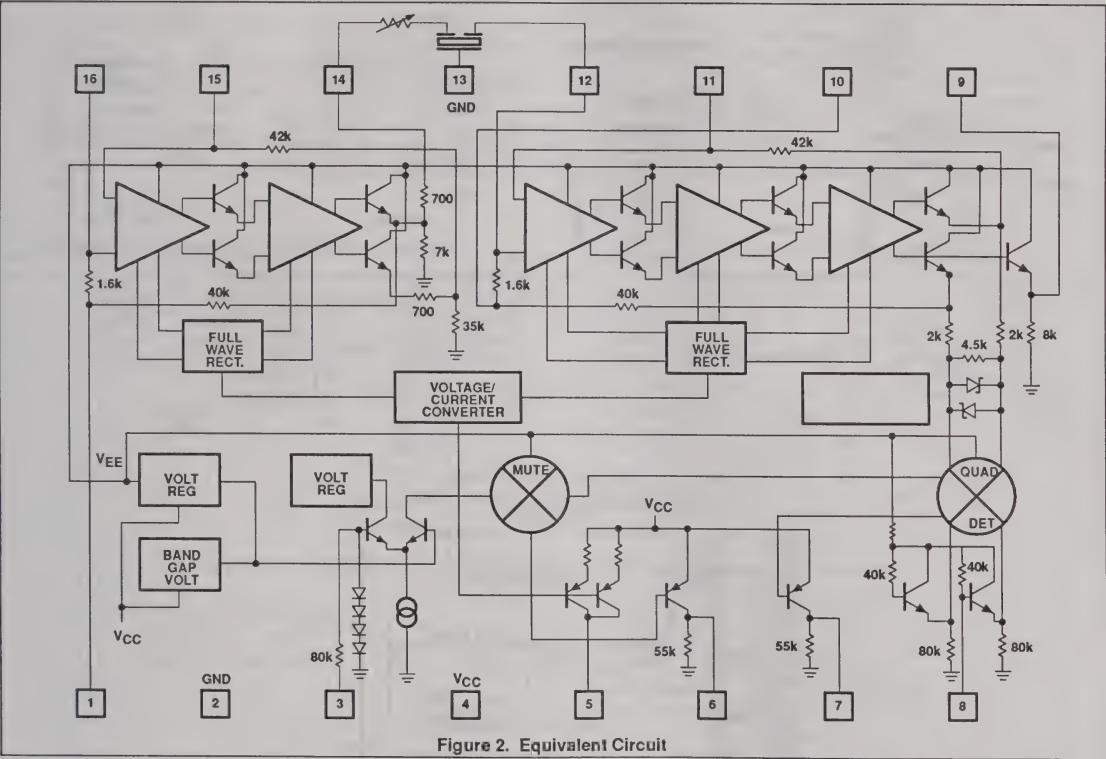 16
15
14
13
GND
12
11
10
9
42k
42k
700
7k
1.6k
40k
700
35k
1.6k
40k
2k
2k
8k
4.5k
FULL
WAVE
RECT.
FULL
WAVE
RECT.
VOLTAGE/
CURRENT
CONVERTER
VEE
VOLT
REG
VOLT
REG
MUTE
QUAD
DET
VCC
BAND
GAP
VOLT
40k
40k
VCC
80k
55k
55k
80k
80k
1
GND
2
3
VCC
4
5
6
7
8
Figure 2. Equivalent Circuit